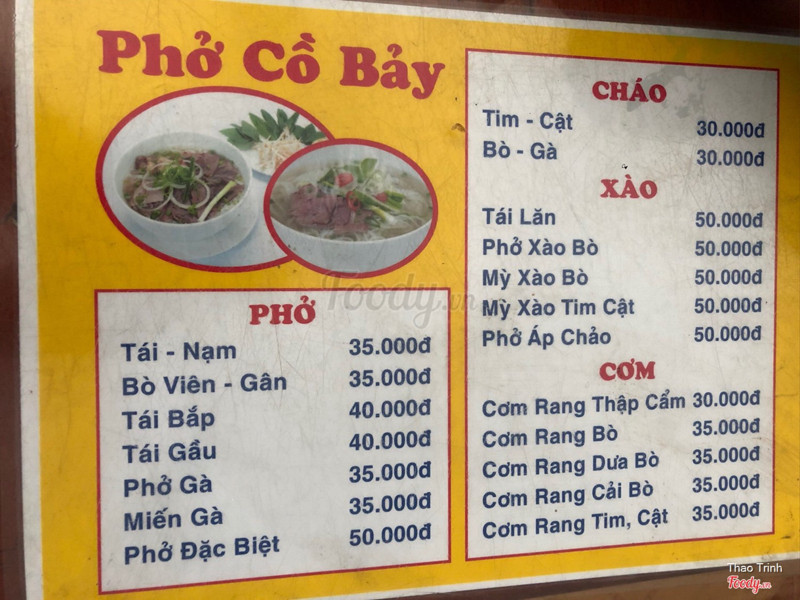 Phở Cồ Bảy
PHỞ
Tái - Nạm 35.000đ
Bò Viên - Gân 35.000đ
Tái Bắp 40.000đ
Tái Gầu 40.000đ
Phở Gà 35.000đ
Miến Gà 35.000đ
Phở Đặc Biệt 50.000đ
CHÁO
Tim - Cật 30.000đ
Bò - Gà 30.000đ
XÀO
Tái Lăn 50.000đ
Phở Xào Bò 50.000đ
Mỳ Xào Bò 50.000đ
Mỳ Xào Tim Cật 50.000đ
Phở Áp Chảo 50.000đ
CƠM
Cơm Rang Thập Cẩm 30.000đ
Cơm Rang Bò 35.000đ
Cơm Rang Dưa Bò 35.000đ
Cơm Rang Cải Bò 35.000đ
Cơm Rang Tim, Cật 35.000đ
Foody.vn
Thao Trinh
Foody.vn